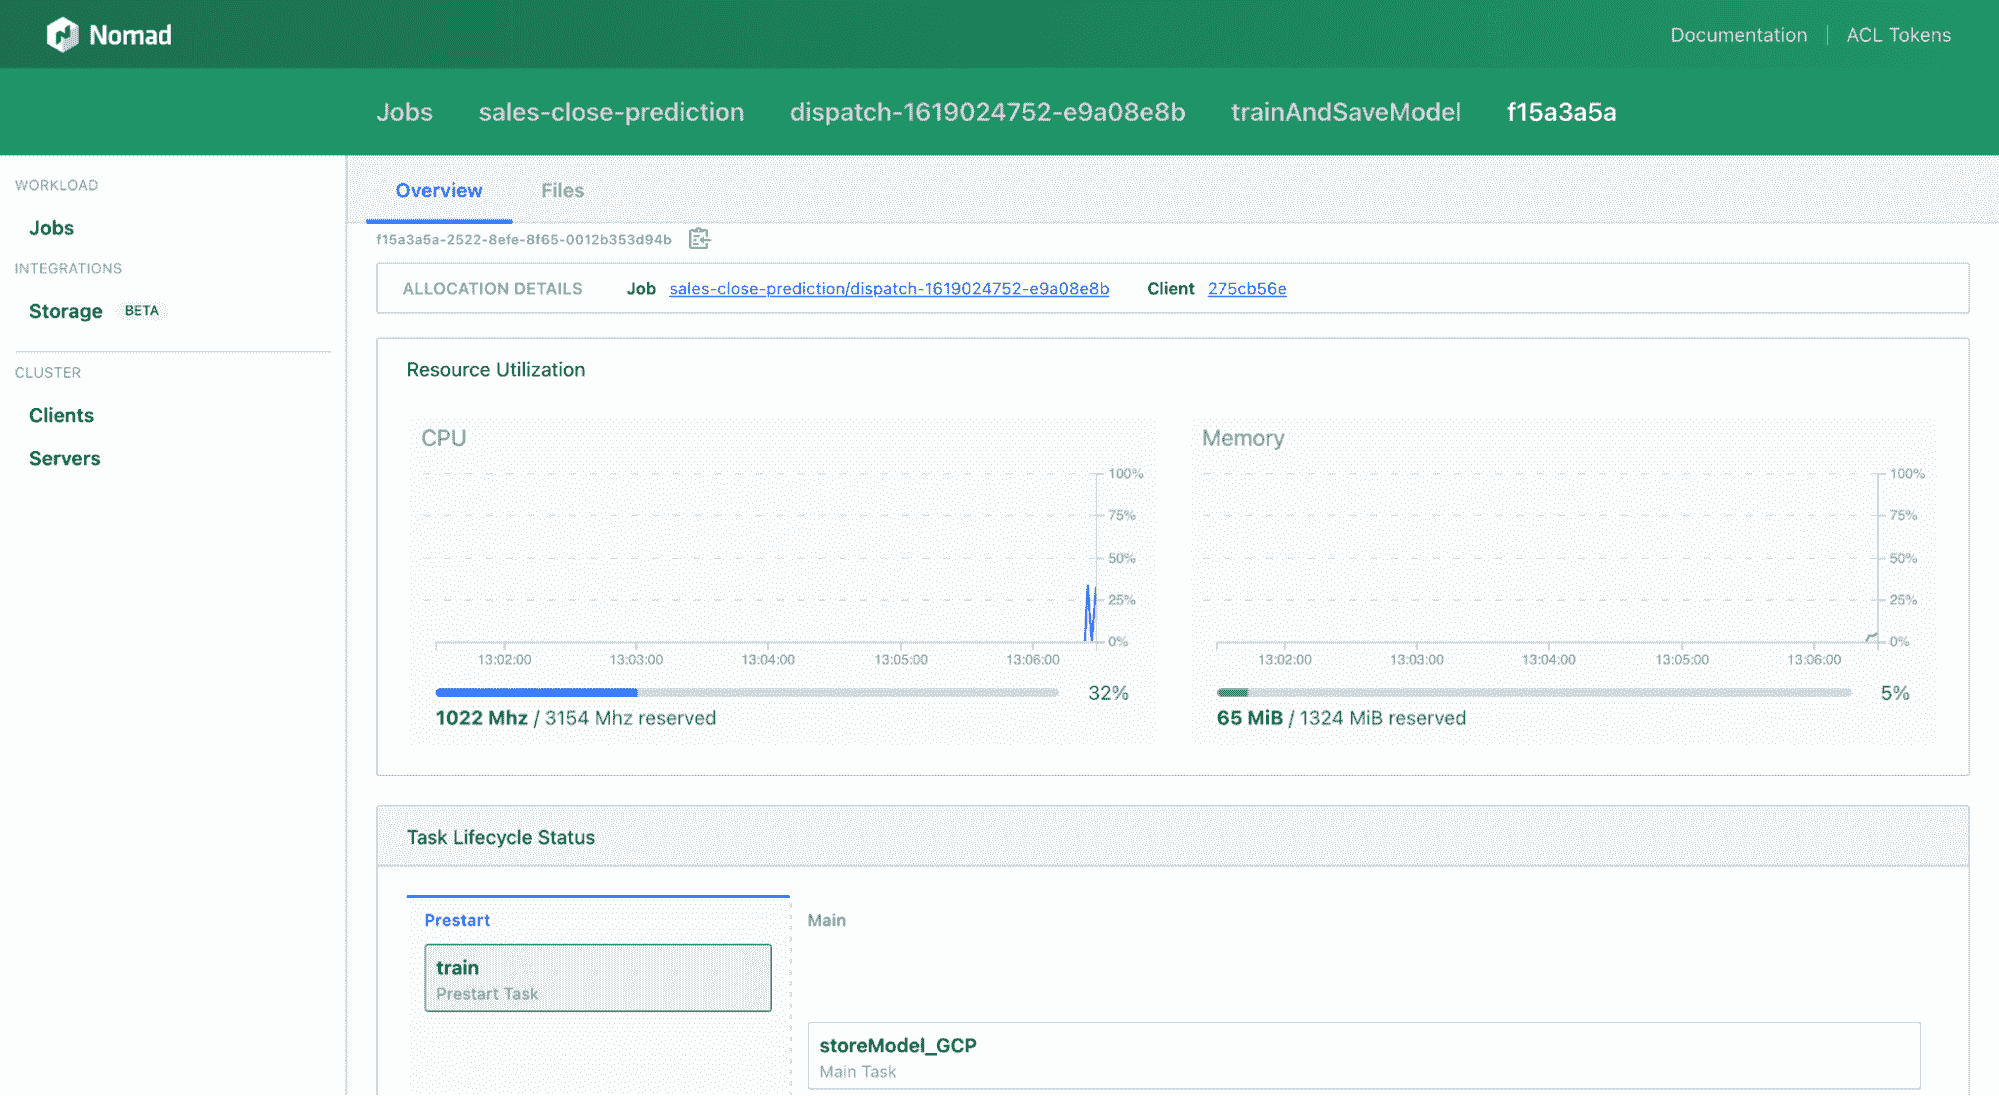 Nomad
Documentation
ACL Tokens
Jobs sales-close-prediction dispatch-1619024752-e9a08e8b trainAndSaveModel f15a3a5a
WORKLOAD
Jobs
INTEGRATIONS
Storage BETA
CLUSTER
Clients
Servers
Overview Files
f15a3a5a-2522-8efe-8f65-0012b353d94b
ALLOCATION DETAILS Job sales-close-prediction/dispatch-1619024752-e9a08e8b Client 275cb56e
Resource Utilization
CPU
100%
75%
50%
25%
0%
13:02:00 13:03:00 13:04:00 13:05:00 13:06:00
32%
1022 Mhz / 3154 Mhz reserved
Memory
100%
75%
50%
25%
0%
13:02:00 13:03:00 13:04:00 13:05:00 13:06:00
5%
65 MiB / 1324 MiB reserved
Task Lifecycle Status
Prestart
train
Prestart Task
Main
storeModel_GCP
Main Task